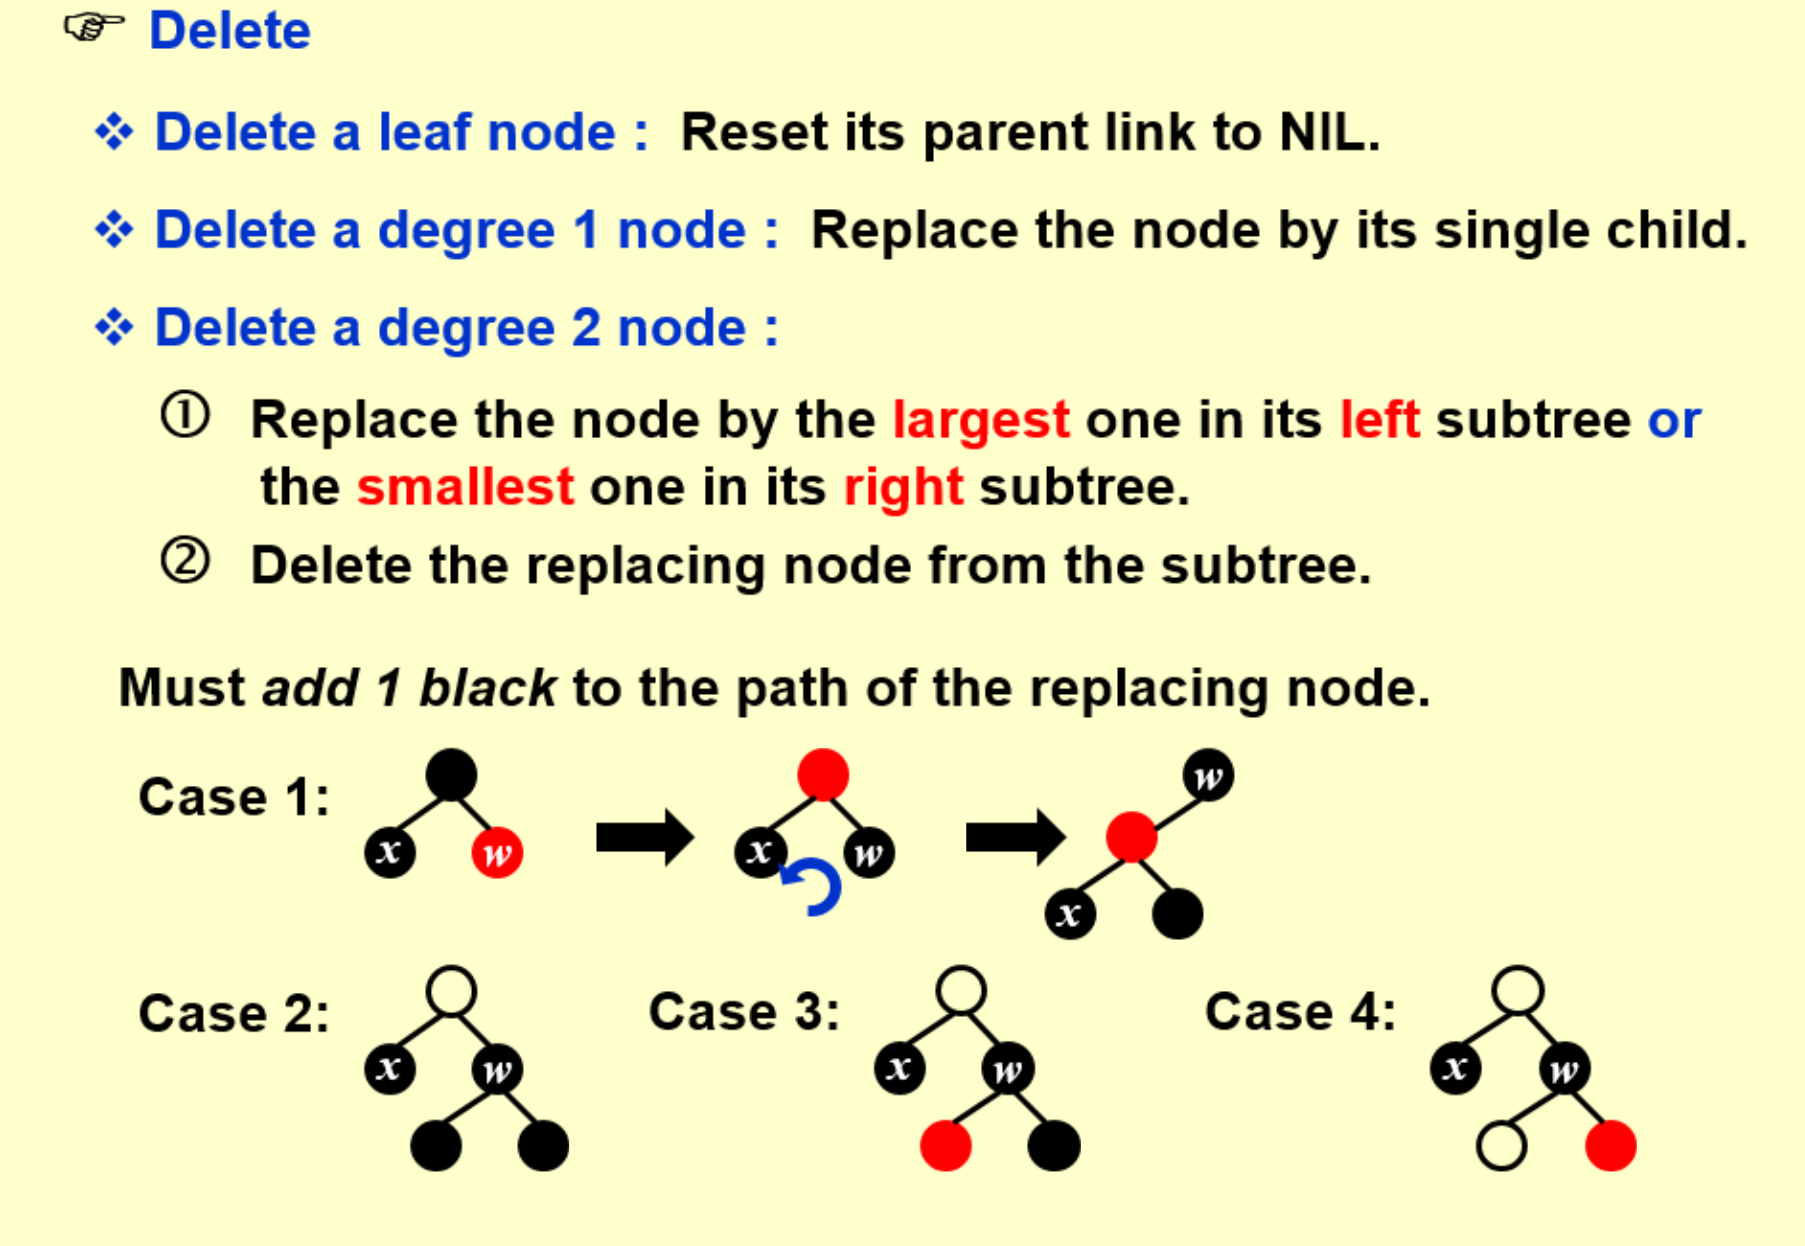 ☞ Delete
❖ Delete a leaf node : Reset its parent link to NIL.
❖ Delete a degree 1 node : Replace the node by its single child.
❖ Delete a degree 2 node :
① Replace the node by the largest one in its left subtree or
the smallest one in its right subtree.
② Delete the replacing node from the subtree.
Must add 1 black to the path of the replacing node.
Case 1:
x w
x w
w
x
Case 2:
x w
Case 3:
x w
Case 4:
x w